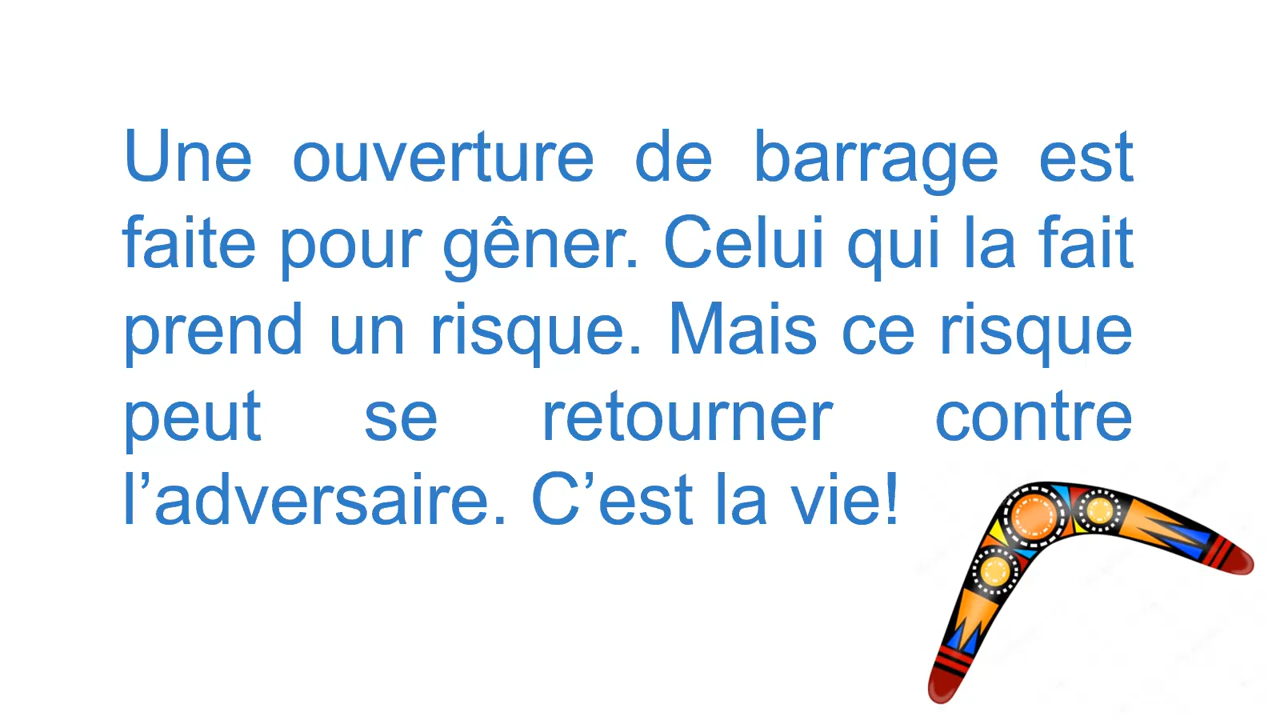 Une ouverture de barrage est
faite pour gêner. Celui qui la fait
prend un risque. Mais ce risque
peut se retourner contre
l’adversaire. C’est la vie!